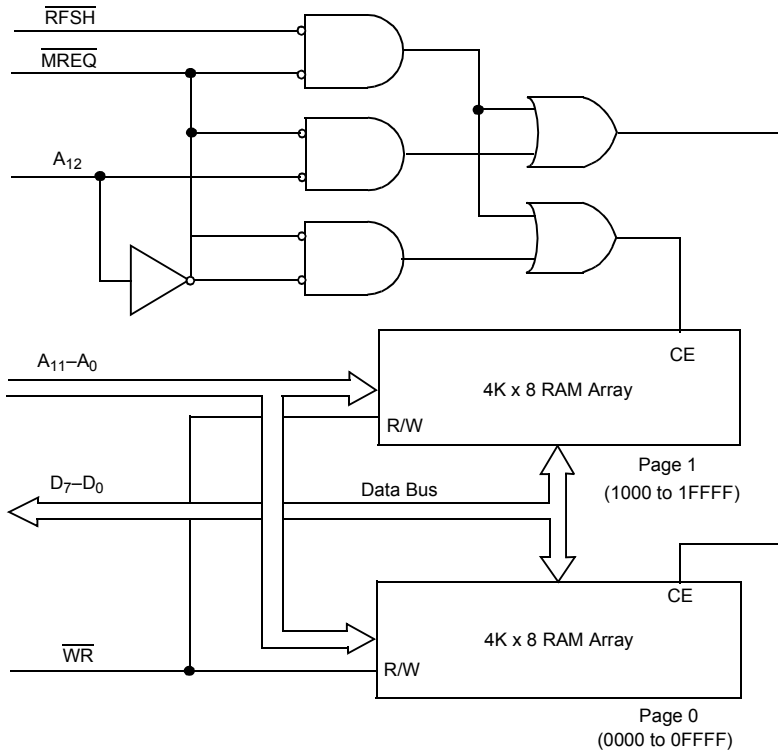 RFSH
MREQ
A12
A11–A0
CE
4K x 8 RAM Array
R/W
Page 1
(1000 to 1FFFF)
D7–D0
Data Bus
CE
4K x 8 RAM Array
WR
R/W
Page 0
(0000 to 0FFFF)